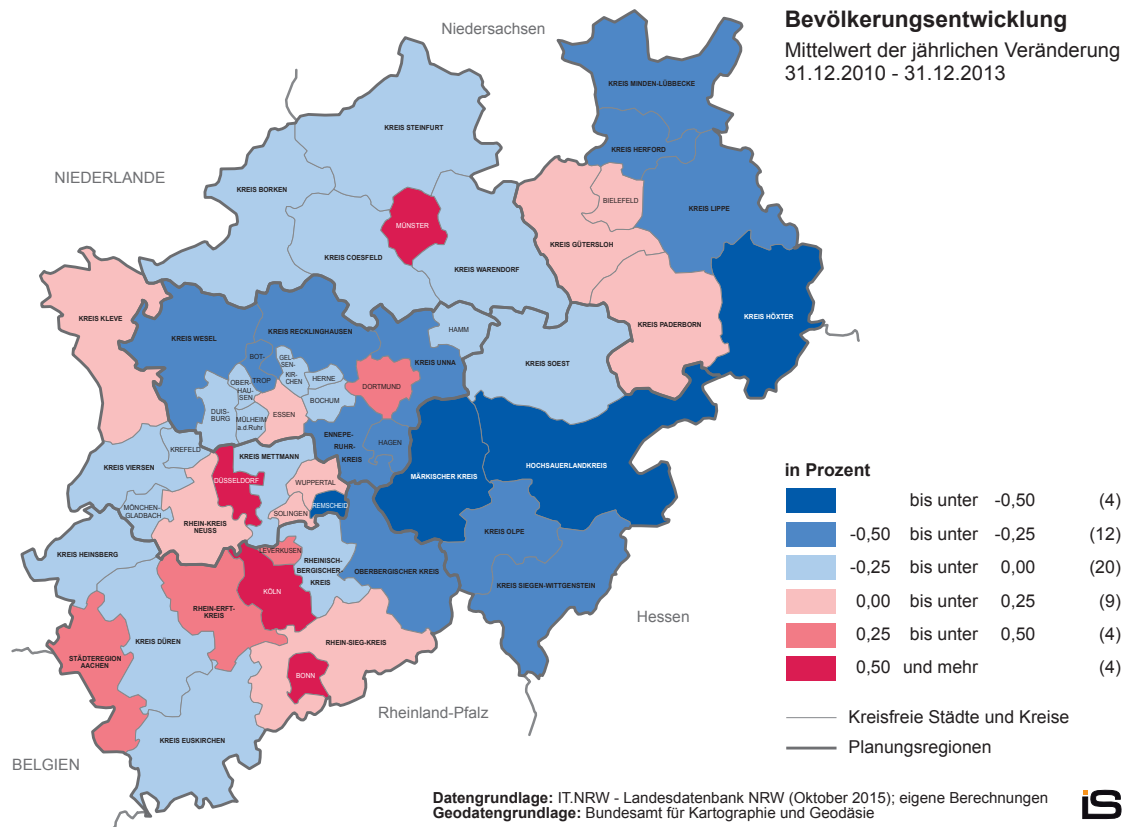 Bevölkerungsentwicklung
Mittelwert der jährlichen Veränderung
31.12.2010 - 31.12.2013
Niedersachsen
NIEDERLANDE
KREIS MINDEN-LÜBBECKE
KREIS STEINFURT
KREIS HERFORD
KREIS BORKEN
BIELEFELD
KREIS LIPPE
MÜNSTER
KREIS GÜTERSLOH
KREIS COESFELD
KREIS WARENDORF
KREIS HÖXTER
KREIS KLEVE
KREIS PADERBORN
KREIS RECKLINGHAUSEN
KREIS WESEL
HAMM
KREIS UNNA
KREIS SOEST
BOT-
TROP
GEL-
SEN-
KIR-
CHEN
OBER-
HAU-
SEN
HERNE
DORTMUND
BOCHUM
DUIS-
BURG
MÜLHEIM
a.d.Ruhr
ESSEN
ENNEPE-
RUHR-
KREIS
HAGEN
KREFELD
KREIS METTMANN
KREIS VIERSEN
MÄRKISCHER KREIS
HOCHSAUERLANDKREIS
DÜSSELDORF
WUPPERTAL
MÖNCHEN-
GLADBACH
REMSCHEID
SOLINGEN
RHEIN-KREIS
NEUSS
KREIS OLPE
KREIS HEINSBERG
LEVERKUSEN
RHEINISCH-
BERGISCHER-
KREIS
OBERBERGISCHER KREIS
KREIS SIEGEN-WITTGENSTEIN
KÖLN
RHEIN-ERFT-
KREIS
KREIS DÜREN
RHEIN-SIEG-KREIS
STÄDTEREGION
AACHEN
BONN
KREIS EUSKIRCHEN
Hessen
Rheinland-Pfalz
BELGIEN
in Prozent
bis unter -0,50 (4)
-0,50 bis unter -0,25 (12)
-0,25 bis unter 0,00 (20)
0,00 bis unter 0,25 (9)
0,25 bis unter 0,50 (4)
0,50 und mehr (4)
Kreisfreie Städte und Kreise
Planungsregionen
Datengrundlage: IT.NRW - Landesdatenbank NRW (Oktober 2015); eigene Berechnungen
Geodatengrundlage: Bundesamt für Kartographie und Geodäsie
iS